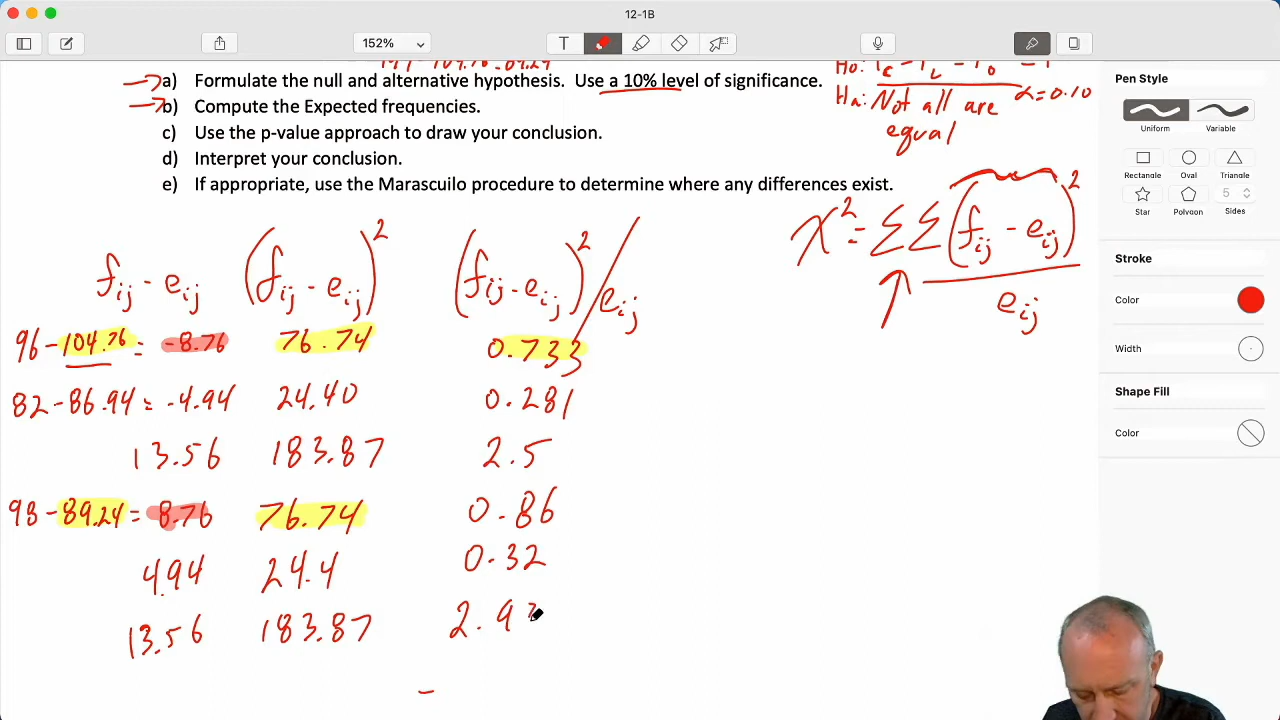 12-1B
152%
T
a) Formulate the null and alternative hypothesis. Use a 10% level of significance.
b) Compute the Expected frequencies.
c) Use the p-value approach to draw your conclusion.
d) Interpret your conclusion.
e) If appropriate, use the Marascuilo procedure to determine where any differences exist.
Ha: Not all are equal
α=0.10
χ² = ΣΣ (fij - eij)² / eij
fij - eij (fij - eij)² (fij - eij)² / eij
96 - 104.76 = -8.76 76.74 0.733
82 - 86.94 = -4.94 24.40 0.281
13.56 183.87 2.5
98 - 89.24 = 8.76 76.74 0.86
4.94 24.4 0.32
13.56 183.87 2.9
Pen Style
Uniform Variable
Rectangle Oval Triangle
Star Polygon Sides
5
Stroke
Color
Width
Shape Fill
Color